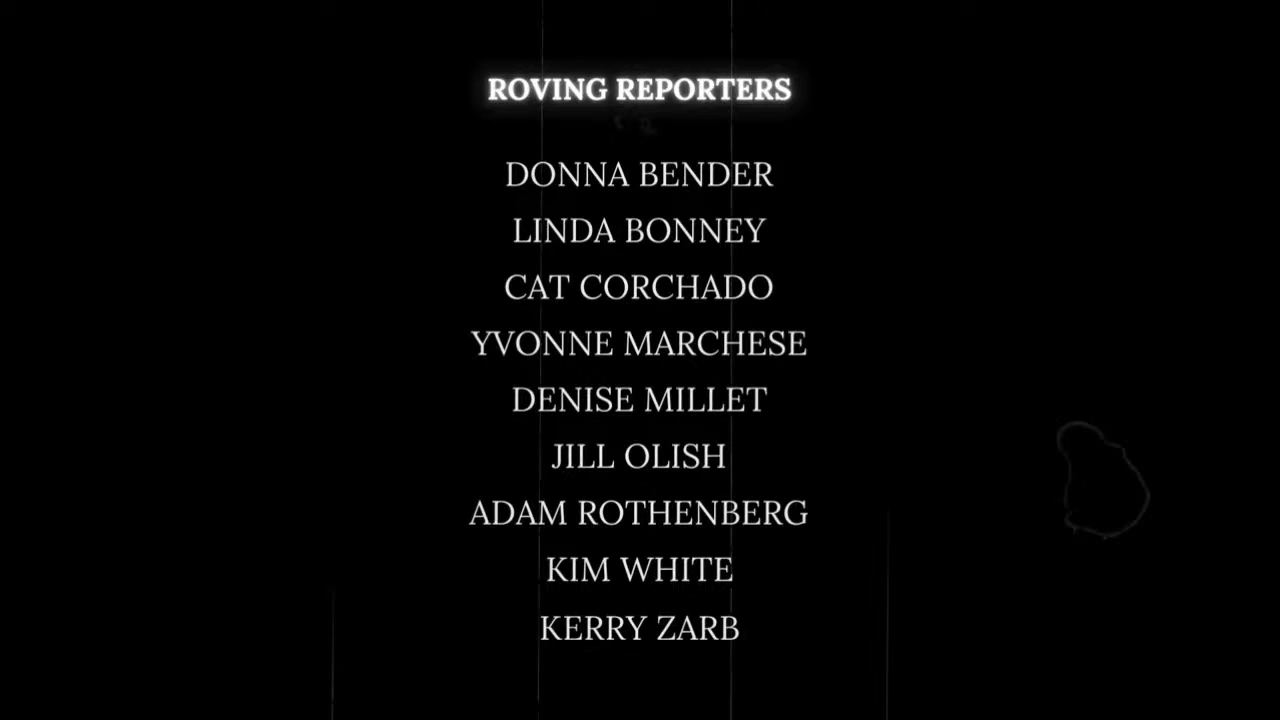 ROVING REPORTERS
DONNA BENDER
LINDA BONNEY
CAT CORCHADO
YVONNE MARCHESE
DENISE MILLET
JILL OLISH
ADAM ROTHENBERG
KIM WHITE
KERRY ZARB